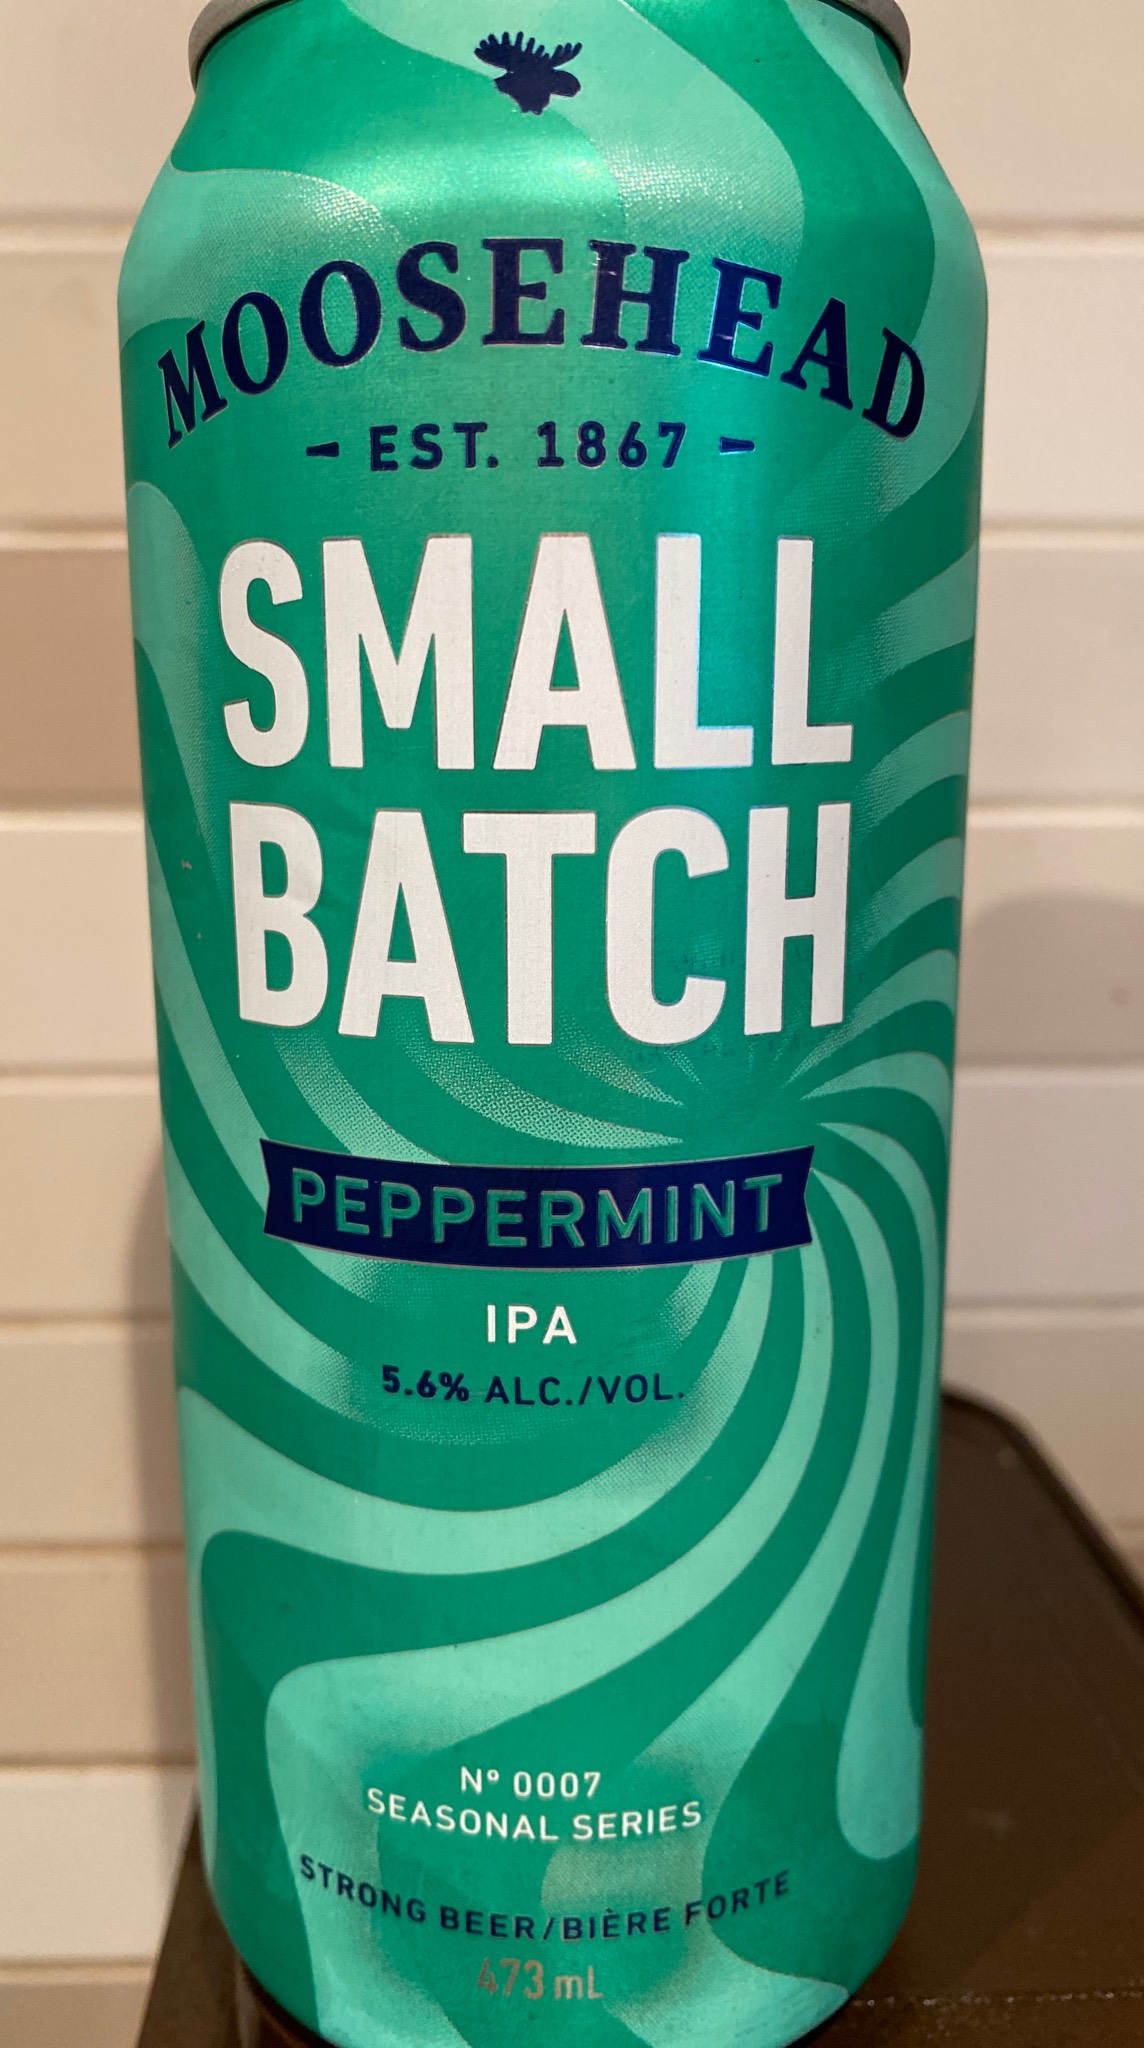 MOOSEHEAD
- EST. 1867 -
SMALL
BATCH
PEPPERMINT
IPA
5.6% ALC./VOL.
Nº 0007
SEASONAL SERIES
STRONG BEER/BIÈRE FORTE
473 mL